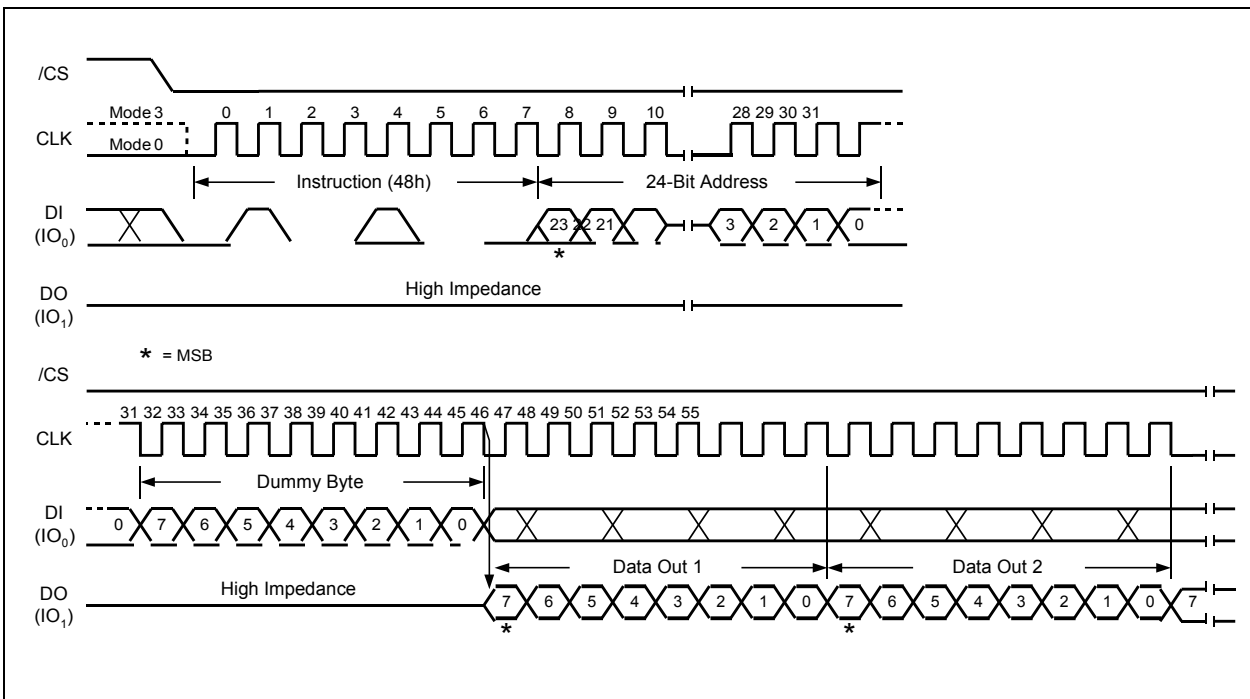 /CS
Mode 3 0 1 2 3 4 5 6 7 8 9 10 28 29 30 31
CLK
Mode 0
Instruction (48h) 24-Bit Address
DI
(IO0)
23 22 21 3 2 1 0
*
High Impedance
DO
(IO1)
* = MSB
/CS
31 32 33 34 35 36 37 38 39 40 41 42 43 44 45 46 47 48 49 50 51 52 53 54 55
CLK
Dummy Byte
DI
(IO0)
0 7 6 5 4 3 2 1 0
Data Out 1 Data Out 2
High Impedance
DO
(IO1)
7 6 5 4 3 2 1 0 7 6 5 4 3 2 1 0 7
* *